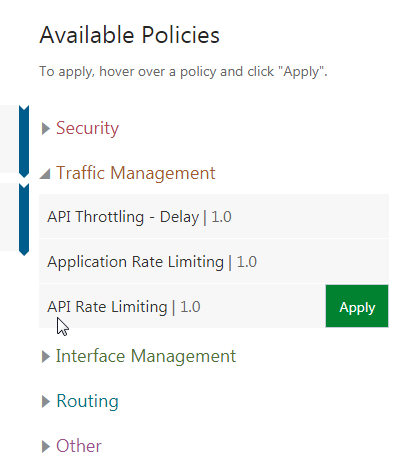 Available Policies
To apply, hover over a policy and click "Apply".
Security
Traffic Management
API Throttling - Delay | 1.0
Application Rate Limiting | 1.0
API Rate Limiting | 1.0 Apply
Interface Management
Routing
Other